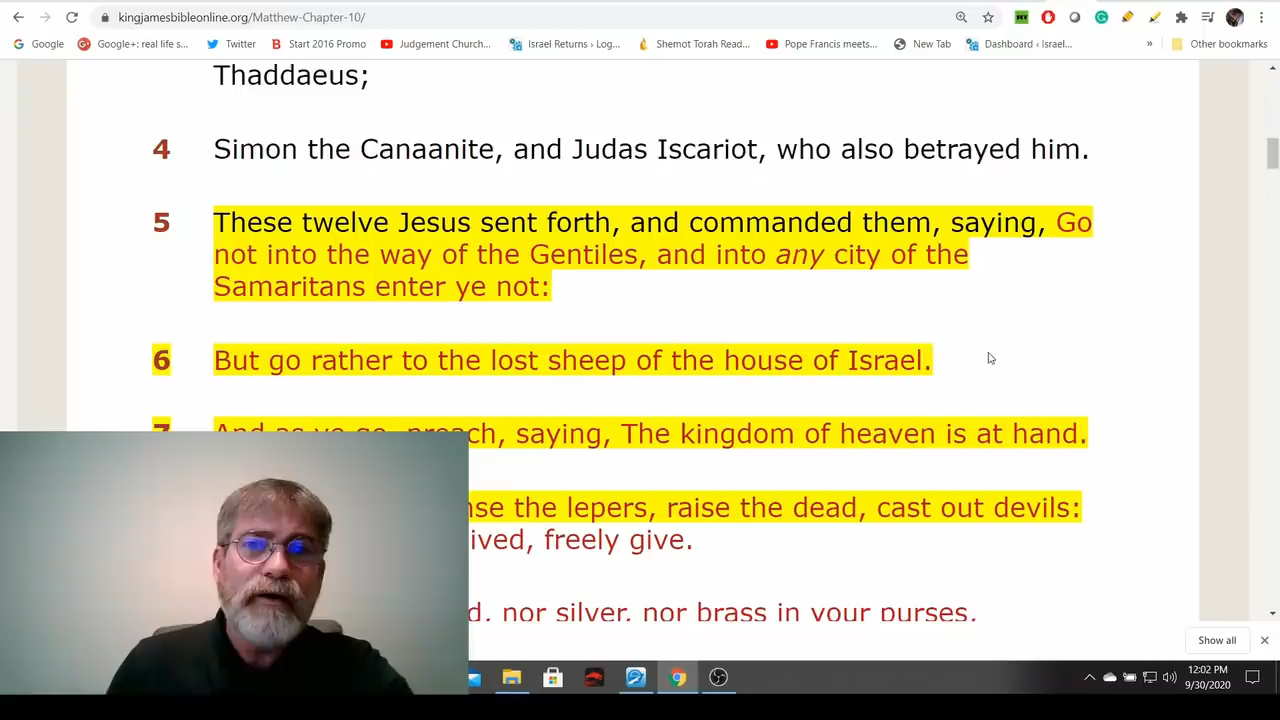 kingjamesbibleonline.org/Matthew-Chapter-10/
Google Google+: real life s... Twitter Start 2016 Promo Judgement Church... Israel Returns › Log... Shemot Torah Read... Pope Francis meets... New Tab Dashboard ‹ Israel... » Other bookmarks
Thaddaeus;
4 Simon the Canaanite, and Judas Iscariot, who also betrayed him.
5 These twelve Jesus sent forth, and commanded them, saying, Go
not into the way of the Gentiles, and into any city of the
Samaritans enter ye not:
6 But go rather to the lost sheep of the house of Israel.
7 And as ye go, preach, saying, The kingdom of heaven is at hand.
nse the lepers, raise the dead, cast out devils:
ived, freely give.
d, nor silver, nor brass in your purses,
Show all
12:02 PM
9/30/2020